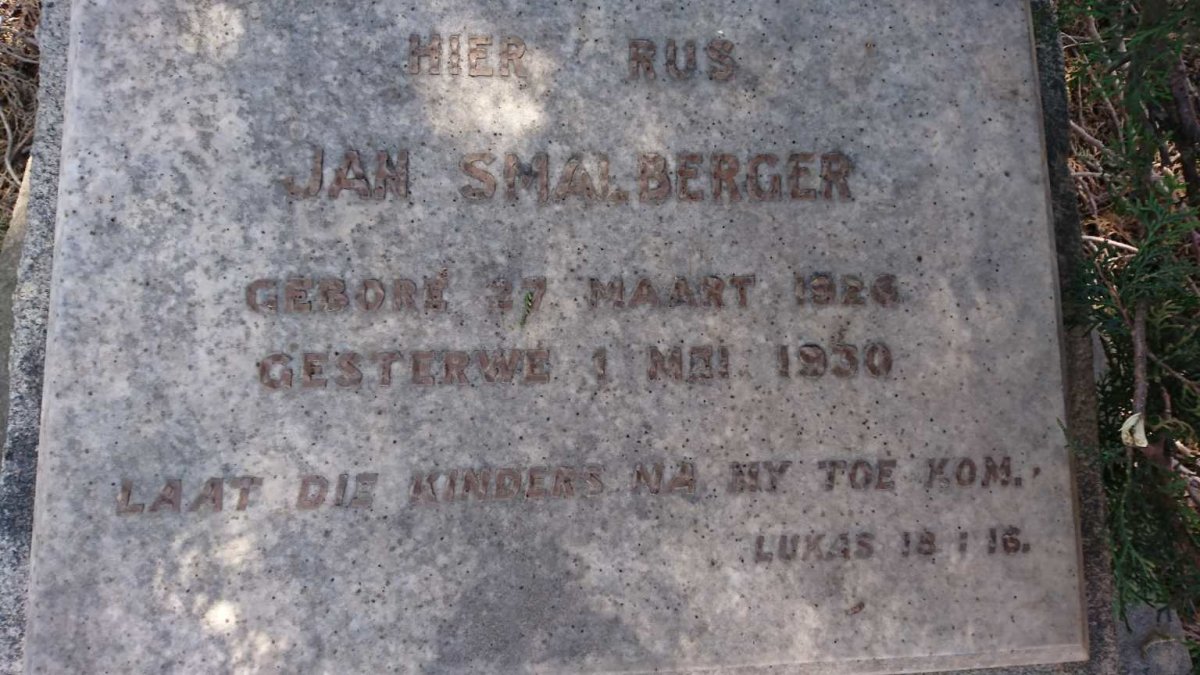 HIER RUS
JAN SMALBERGER
GEBORE 27 MAART 1926
GESTERWE 1 MEI 1930
LAAT DIE KINDERS NA MY TOE KOM.
LUKAS 18 : 16.